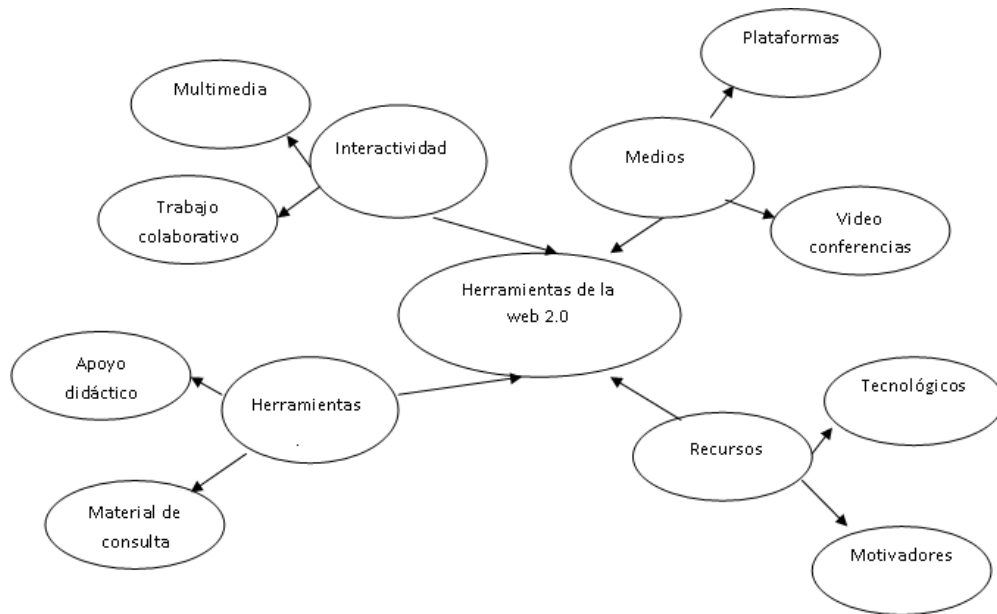 Plataformas
Multimedia
Interactividad
Medios
Trabajo
colaborativo
Video
conferencias
Herramientas de la
web 2.0
Apoyo
didáctico
Herramientas
.
Tecnológicos
Recursos
Material de
consulta
Motivadores